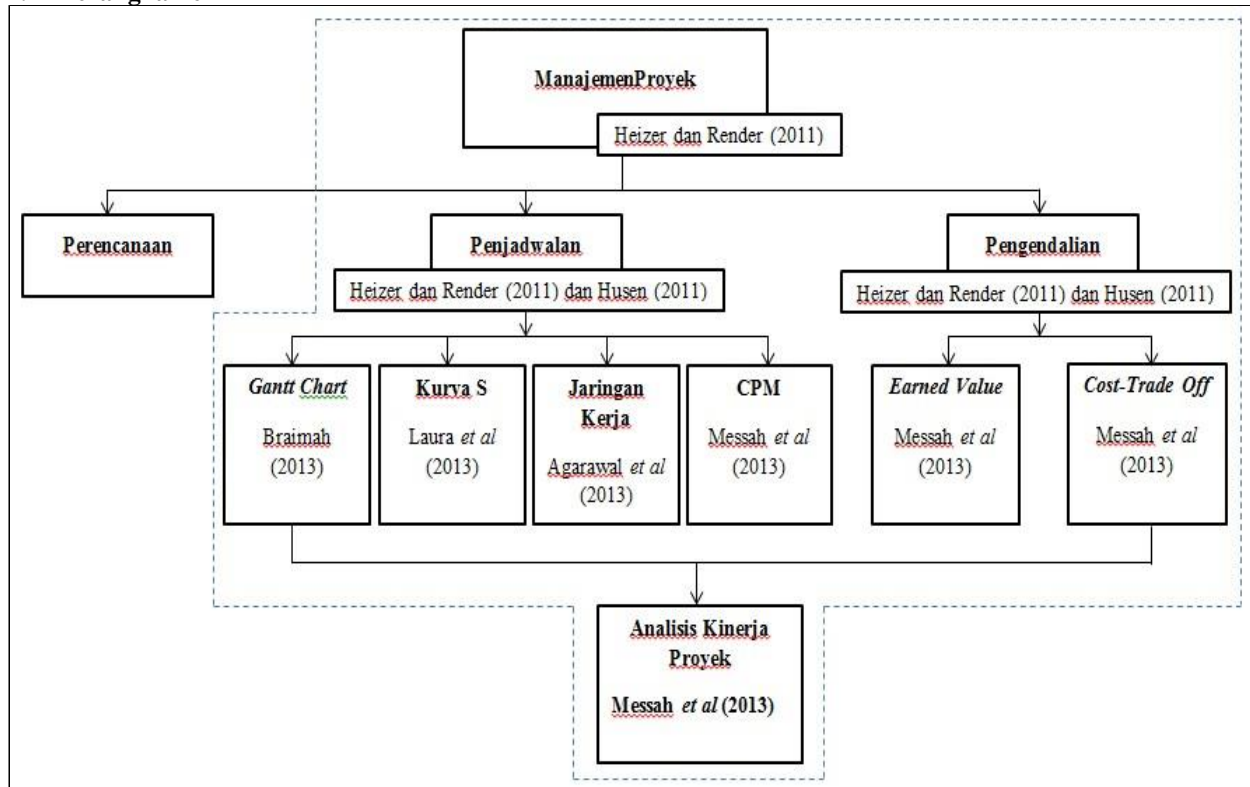 ManajemenProyek
Heizer dan Render (2011)
Perencanaan
Penjadwalan
Heizer dan Render (2011) dan Husen (2011)
Pengendalian
Heizer dan Render (2011) dan Husen (2011)
Gantt Chart
Braimah
(2013)
Kurva S
Laura et al
(2013)
Jaringan
Kerja
Agarawal et al
(2013)
CPM
Messah et al
(2013)
Earned Value
Messah et al
(2013)
Cost-Trade Off
Messah et al
(2013)
Analisis Kinerja
Proyek
Messah et al (2013)